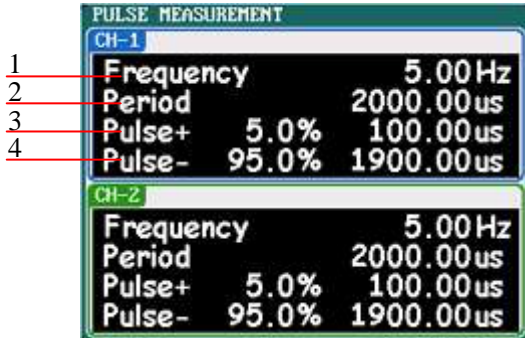 PULSE MEASUREMENT
CH-1
1 Frequency 5.00Hz
2 Period 2000.00us
3 Pulse+ 5.0% 100.00us
4 Pulse- 95.0% 1900.00us
CH-2
Frequency 5.00Hz
Period 2000.00us
Pulse+ 5.0% 100.00us
Pulse- 95.0% 1900.00us